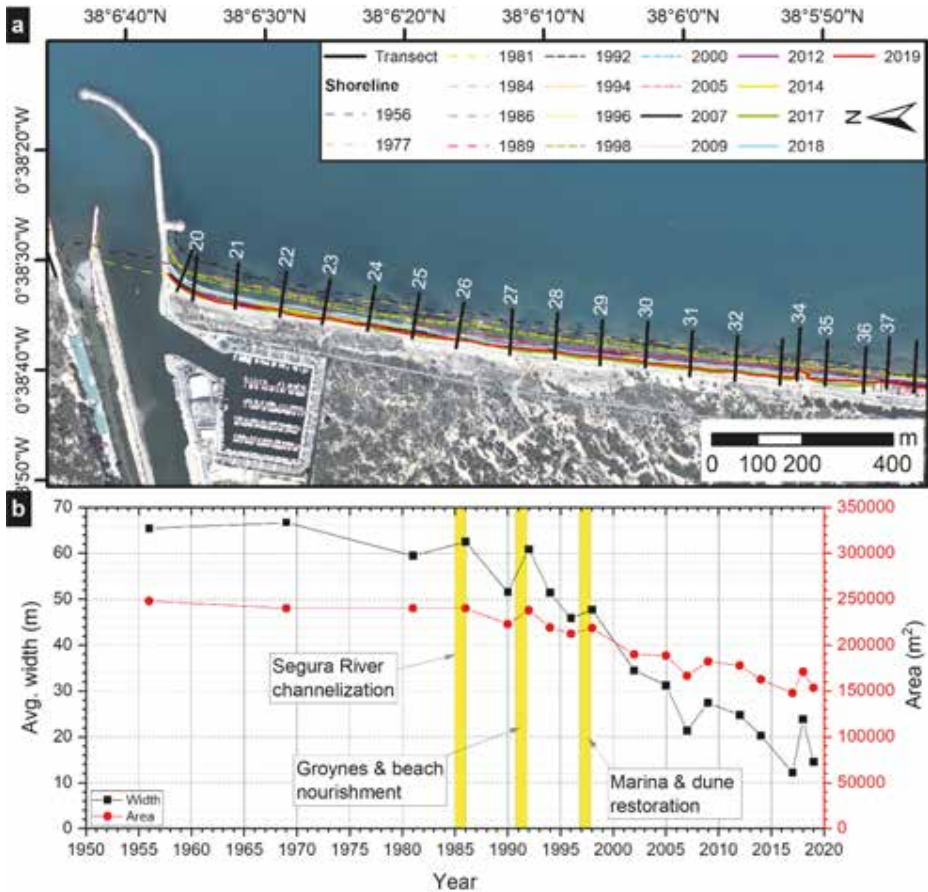 a
38°6'40"N 38°6'30"N 38°6'20"N 38°6'10"N 38°6'0"N 38°5'50"N
Transect
Shoreline
1956
1977
1981
1984
1986
1989
1992
1994
1996
1998
2000
2005
2007
2009
2012
2014
2017
2018
2019
N
0°38'20"W
0°38'30"W
0°38'40"W
0°38'50"W
20 21 22 23 24 25 26 27 28 29 30 31 32 34 35 36 37
m
0 100 200 400
b
70
60
50
40
30
20
10
0
Avg. width (m)
350000
300000
250000
200000
150000
100000
50000
0
Area (m²)
Segura River
channelization
Groynes & beach
nourishment
Marina & dune
restoration
Width
Area
1950 1955 1960 1965 1970 1975 1980 1985 1990 1995 2000 2005 2010 2015 2020
Year